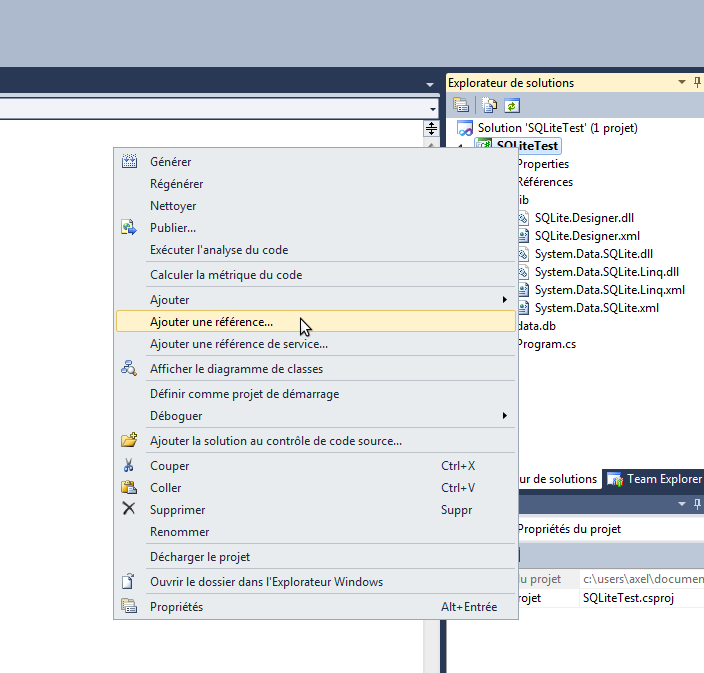 Explorateur de solutions
Solution 'SQLiteTest' (1 projet)
SQLiteTest
Properties
Références
ib
SQLite.Designer.dll
SQLite.Designer.xml
System.Data.SQLite.dll
System.Data.SQLite.Linq.dll
System.Data.SQLite.Linq.xml
System.Data.SQLite.xml
data.db
Program.cs
Générer
Régénérer
Nettoyer
Publier...
Exécuter l'analyse du code
Calculer la métrique du code
Ajouter
Ajouter une référence...
Ajouter une référence de service...
Afficher le diagramme de classes
Définir comme projet de démarrage
Déboguer
Ajouter la solution au contrôle de code source...
Couper Ctrl+X
Coller Ctrl+V
Supprimer Suppr
Renommer
Décharger le projet
Ouvrir le dossier dans l'Explorateur Windows
Propriétés Alt+Entrée
ur de solutions Team Explorer
Propriétés du projet
u projet c:\users\axel\documen
rojet SQLiteTest.csproj